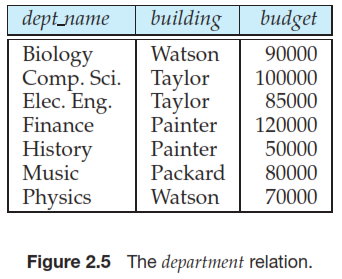 dept_name building budget
Biology Watson 90000
Comp. Sci. Taylor 100000
Elec. Eng. Taylor 85000
Finance Painter 120000
History Painter 50000
Music Packard 80000
Physics Watson 70000
Figure 2.5 The department relation.